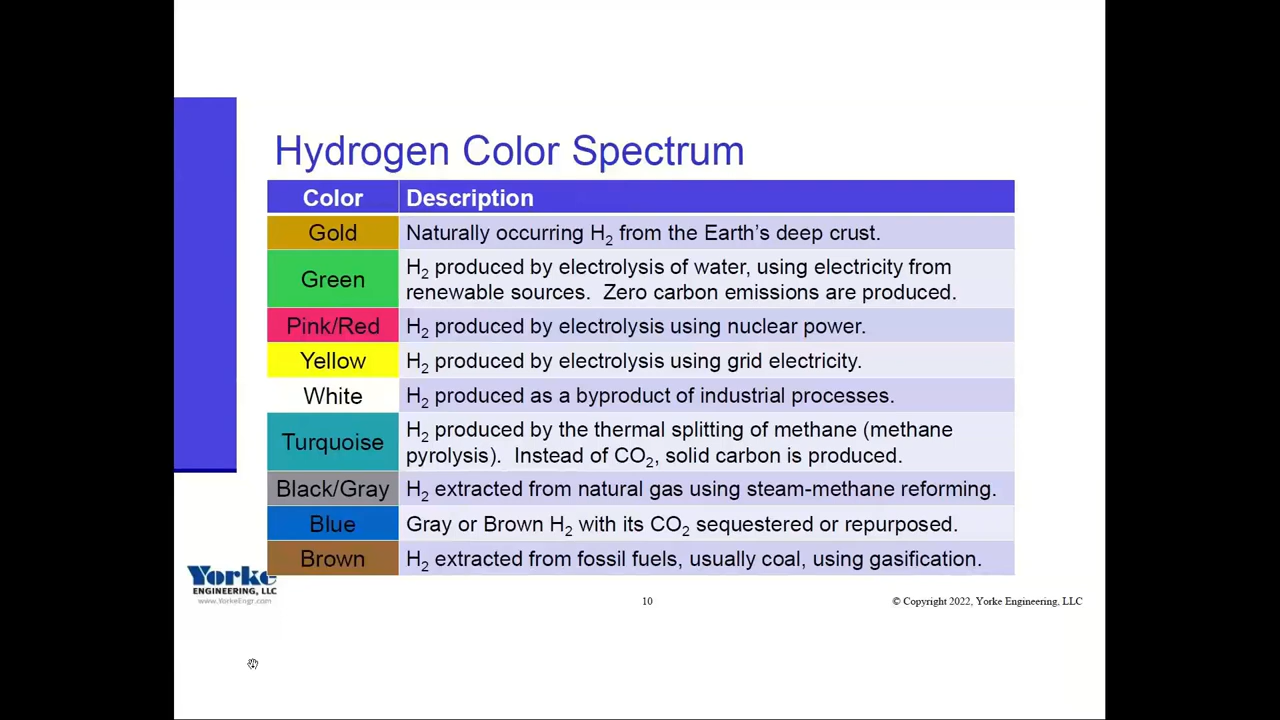 Hydrogen Color Spectrum
Color Description
Gold Naturally occurring H2 from the Earth's deep crust.
Green H2 produced by electrolysis of water, using electricity from
renewable sources. Zero carbon emissions are produced.
Pink/Red H2 produced by electrolysis using nuclear power.
Yellow H2 produced by electrolysis using grid electricity.
White H2 produced as a byproduct of industrial processes.
Turquoise H2 produced by the thermal splitting of methane (methane
pyrolysis). Instead of CO2, solid carbon is produced.
Black/Gray H2 extracted from natural gas using steam-methane reforming.
Blue Gray or Brown H2 with its CO2 sequestered or repurposed.
Brown H2 extracted from fossil fuels, usually coal, using gasification.
Yorke
ENGINEERING, LLC
www.YorkeEngr.com
10
© Copyright 2022, Yorke Engineering, LLC